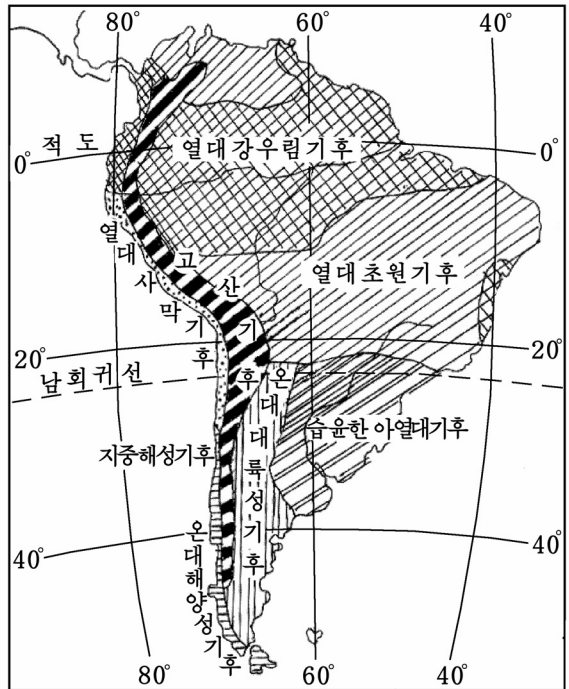 80°
60°
40°
적 도
0°
0°
열대강우림기후
열대사막기후
고산기후
열대초원기후
20°
20°
남회귀선
온대대륙성기후
습윤한 아열대기후
지중해성기후
40°
40°
온대해양성기후
80°
60°
40°